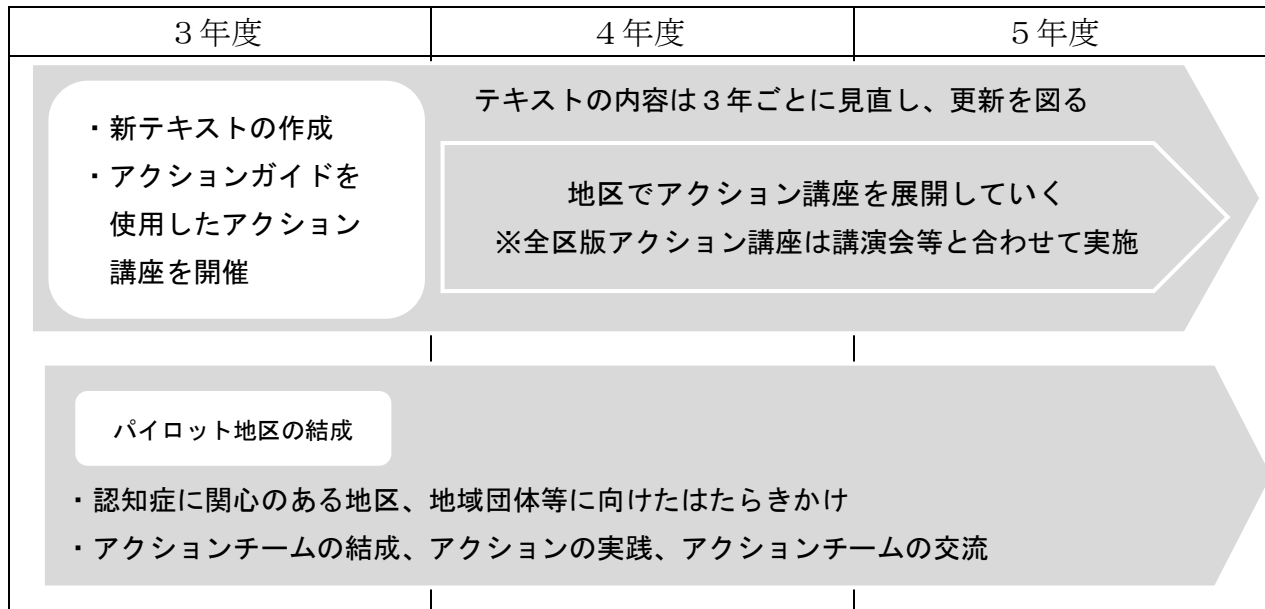 ３年度
４年度
５年度
・新テキストの作成
・アクションガイドを
使用したアクション
講座を開催
テキストの内容は３年ごとに見直し、更新を図る
地区でアクション講座を展開していく
※全区版アクション講座は講演会等と合わせて実施
パイロット地区の結成
・認知症に関心のある地区、地域団体等に向けたはたらきかけ
・アクションチームの結成、アクションの実践、アクションチームの交流